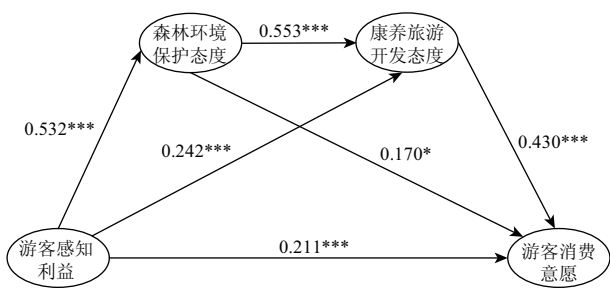 森林环境
保护态度
0.553***
康养旅游
开发态度
0.532***
0.242***
0.170*
0.430***
游客感知
利益
0.211***
游客消费
意愿